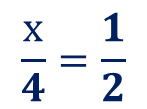 x/4 = 1/2